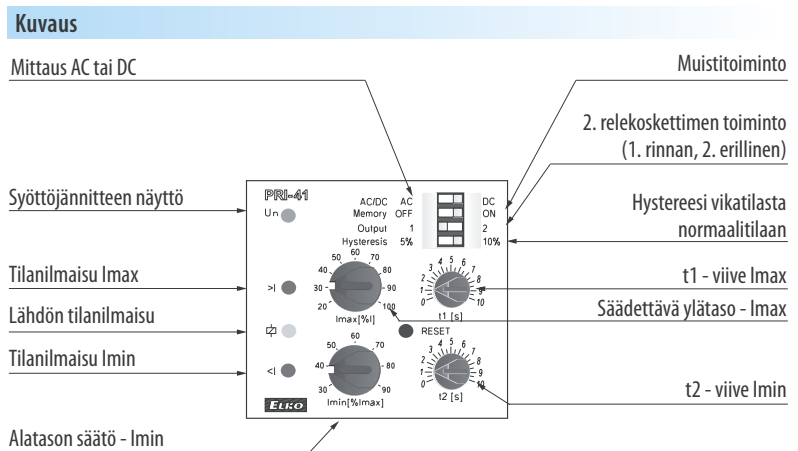 Kuvaus
Mittaus AC tai DC
Muistitoiminto
2. relekoskettimen toiminto
(1. rinnan, 2. erillinen)
Syöttöjännitteen näyttö
Hystereesi vikatilasta
normaalitilaan
Tilanilmaisu Imax
t1 - viive Imax
Säädettävä ylätaso - Imax
Lähdön tilanilmaisu
Tilanilmaisu Imin
t2 - viive Imin
Alatason säätö - Imin
PRI-41
Un
AC/DC AC DC
Memory OFF ON
Output 1 2
Hysteresis 5% 10%
>I
20 30 40 50 60 70 80 90 100
Imax[%I]
0 1 2 3 4 5 6 7 8 9 10
t1 [s]
RESET
<I
30 40 50 60 70 80 90
Imin[%Imax]
0 1 2 3 4 5 6 7 8 9 10
t2 [s]
ELKO